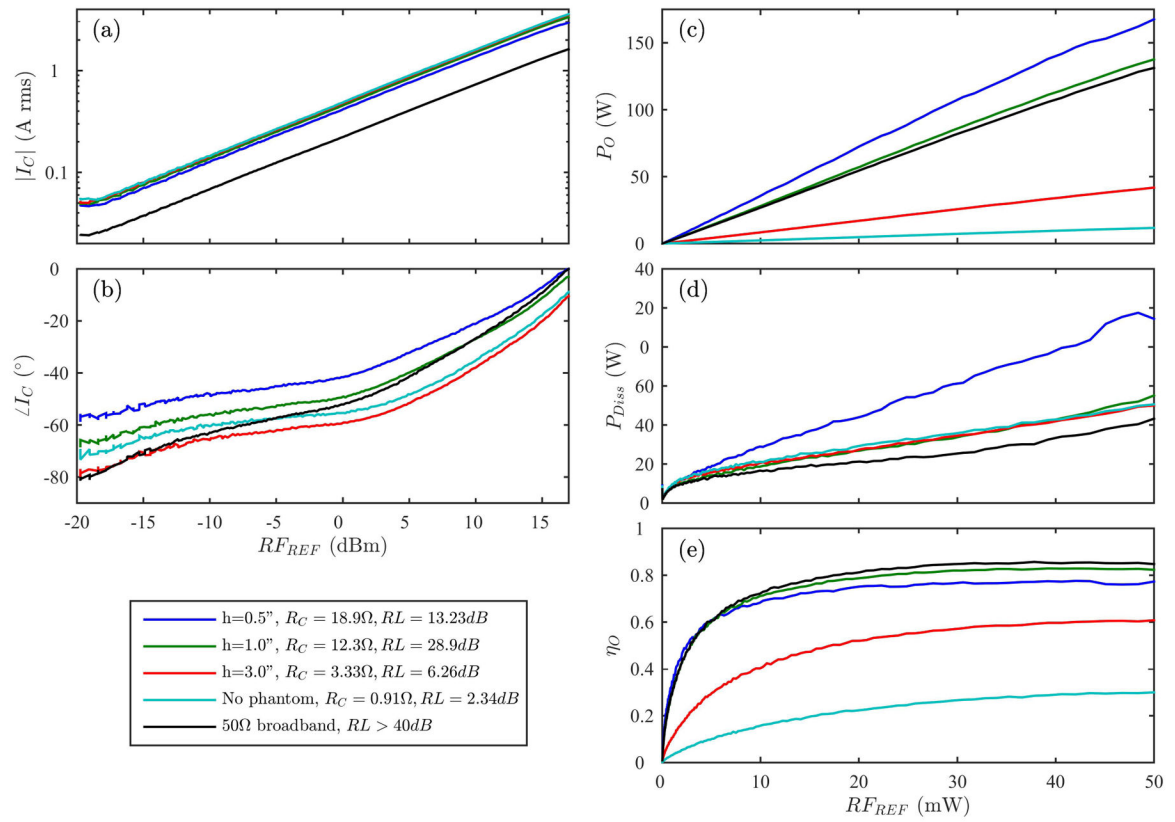 (a)
|I_C| (A rms)
1
0.1
(b)
∠I_C (°)
0
-20
-40
-60
-80
-20 -15 -10 -5 0 5 10 15
RF_REF (dBm)
h=0.5”, R_C = 18.9Ω, RL = 13.23dB
h=1.0”, R_C = 12.3Ω, RL = 28.9dB
h=3.0”, R_C = 3.33Ω, RL = 6.26dB
No phantom, R_C = 0.91Ω, RL = 2.34dB
50Ω broadband, RL > 40dB
(c)
P_O (W)
150
100
50
0
(d)
P_Diss (W)
40
0
60
40
20
0
(e)
η_O
1
0.8
0.6
0.4
0.2
0
0 10 20 30 40 50
RF_REF (mW)